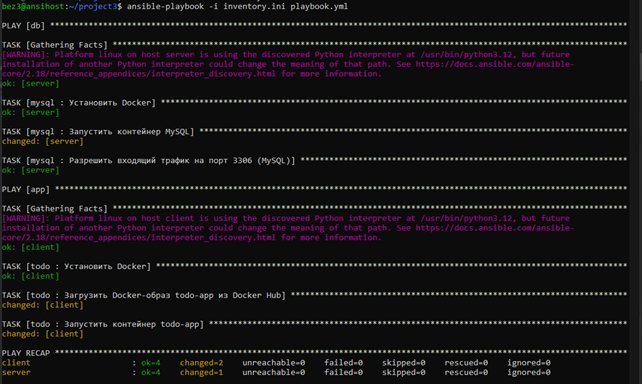 bez3@ansihost:~/project3$ ansible-playbook -i inventory.ini playbook.yml
PLAY [db] ******************************************************************************************************************************
TASK [Gathering Facts] *****************************************************************************************************************
[WARNING]: Platform linux on host server is using the discovered Python interpreter at /usr/bin/python3.12, but future
installation of another Python interpreter could change the meaning of that path. See https://docs.ansible.com/ansible-
core/2.18/reference_appendices/interpreter_discovery.html for more information.
ok: [server]
TASK [mysql : Установить Docker] *******************************************************************************************************
ok: [server]
TASK [mysql : Запустить контейнер MySQL] ***********************************************************************************************
changed: [server]
TASK [mysql : Разрешить входящий трафик на порт 3306 (MySQL)] **************************************************************************
ok: [server]
PLAY [app] *****************************************************************************************************************************
TASK [Gathering Facts] *****************************************************************************************************************
[WARNING]: Platform linux on host client is using the discovered Python interpreter at /usr/bin/python3.12, but future
installation of another Python interpreter could change the meaning of that path. See https://docs.ansible.com/ansible-
core/2.18/reference_appendices/interpreter_discovery.html for more information.
ok: [client]
TASK [todo : Установить Docker] ********************************************************************************************************
ok: [client]
TASK [todo : Загрузить Docker-образ todo-app из Docker Hub] ****************************************************************************
changed: [client]
TASK [todo : Запустить контейнер todo-app] *********************************************************************************************
changed: [client]
PLAY RECAP *****************************************************************************************************************************
client : ok=4 changed=2 unreachable=0 failed=0 skipped=0 rescued=0 ignored=0
server : ok=4 changed=1 unreachable=0 failed=0 skipped=0 rescued=0 ignored=0